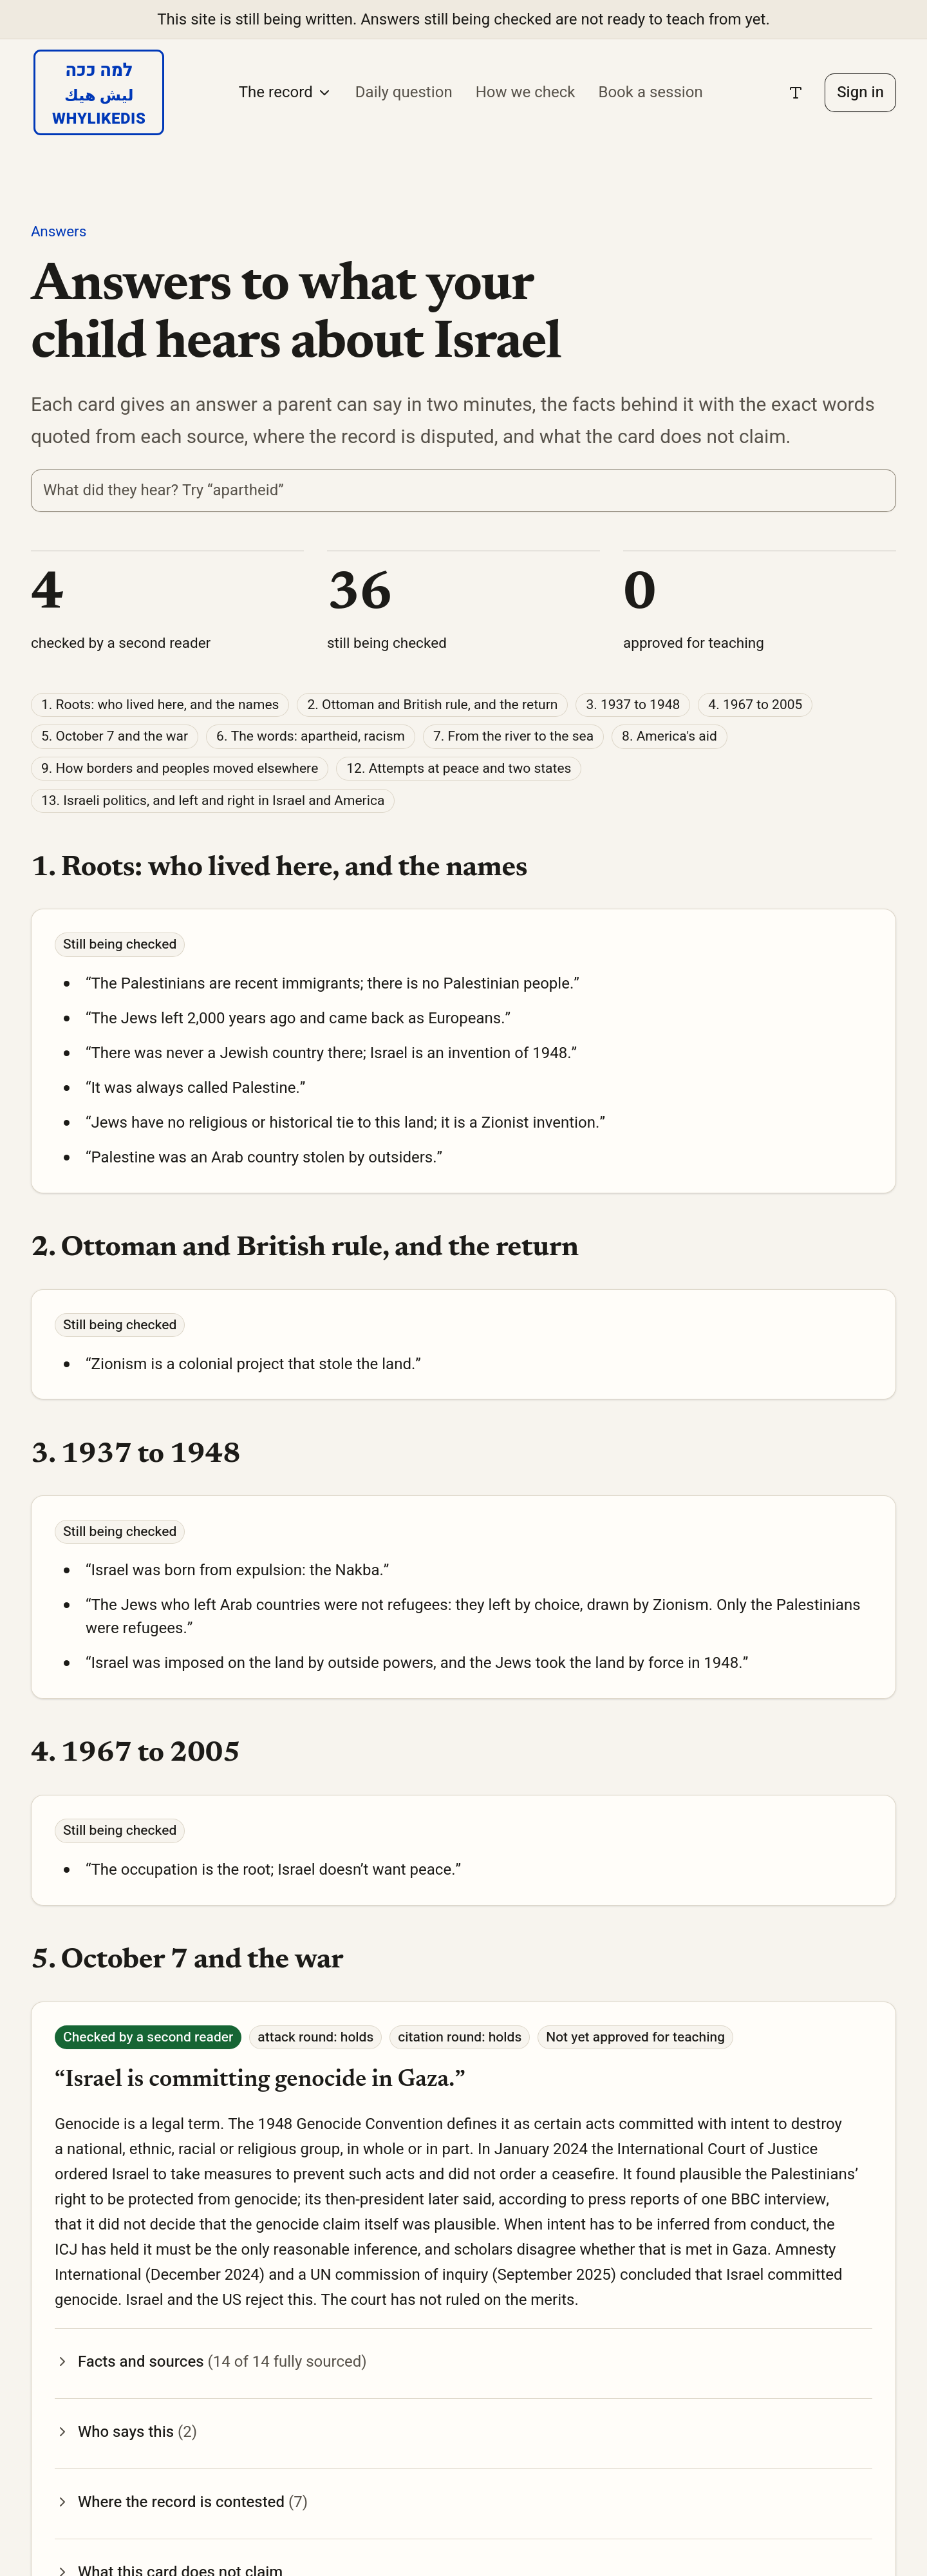 This site is still being written. Answers still being checked are not ready to teach from yet.
למה ככה
ليش هيك
WHYLIKEDIS
The record
Daily question
How we check
Book a session
Sign in
Answers
Answers to what your
child hears about Israel
Each card gives an answer a parent can say in two minutes, the facts behind it with the exact words
quoted from each source, where the record is disputed, and what the card does not claim.
What did they hear? Try “apartheid”
4
checked by a second reader
36
still being checked
0
approved for teaching
1. Roots: who lived here, and the names
2. Ottoman and British rule, and the return
3. 1937 to 1948
4. 1967 to 2005
5. October 7 and the war
6. The words: apartheid, racism
7. From the river to the sea
8. America's aid
9. How borders and peoples moved elsewhere
12. Attempts at peace and two states
13. Israeli politics, and left and right in Israel and America
1. Roots: who lived here, and the names
Still being checked
“The Palestinians are recent immigrants; there is no Palestinian people.”
“The Jews left 2,000 years ago and came back as Europeans.”
“There was never a Jewish country there; Israel is an invention of 1948.”
“It was always called Palestine.”
“Jews have no religious or historical tie to this land; it is a Zionist invention.”
“Palestine was an Arab country stolen by outsiders.”
2. Ottoman and British rule, and the return
Still being checked
“Zionism is a colonial project that stole the land.”
3. 1937 to 1948
Still being checked
“Israel was born from expulsion: the Nakba.”
“The Jews who left Arab countries were not refugees: they left by choice, drawn by Zionism. Only the Palestinians
were refugees.”
“Israel was imposed on the land by outside powers, and the Jews took the land by force in 1948.”
4. 1967 to 2005
Still being checked
“The occupation is the root; Israel doesn’t want peace.”
5. October 7 and the war
Checked by a second reader
attack round: holds
citation round: holds
Not yet approved for teaching
“Israel is committing genocide in Gaza.”
Genocide is a legal term. The 1948 Genocide Convention defines it as certain acts committed with intent to destroy
a national, ethnic, racial or religious group, in whole or in part. In January 2024 the International Court of Justice
ordered Israel to take measures to prevent such acts and did not order a ceasefire. It found plausible the Palestinians’
right to be protected from genocide; its then-president later said, according to press reports of one BBC interview,
that it did not decide that the genocide claim itself was plausible. When intent has to be inferred from conduct, the
ICJ has held it must be the only reasonable inference, and scholars disagree whether that is met in Gaza. Amnesty
International (December 2024) and a UN commission of inquiry (September 2025) concluded that Israel committed
genocide. Israel and the US reject this. The court has not ruled on the merits.
Facts and sources (14 of 14 fully sourced)
Who says this (2)
Where the record is contested (7)
What this card does not claim